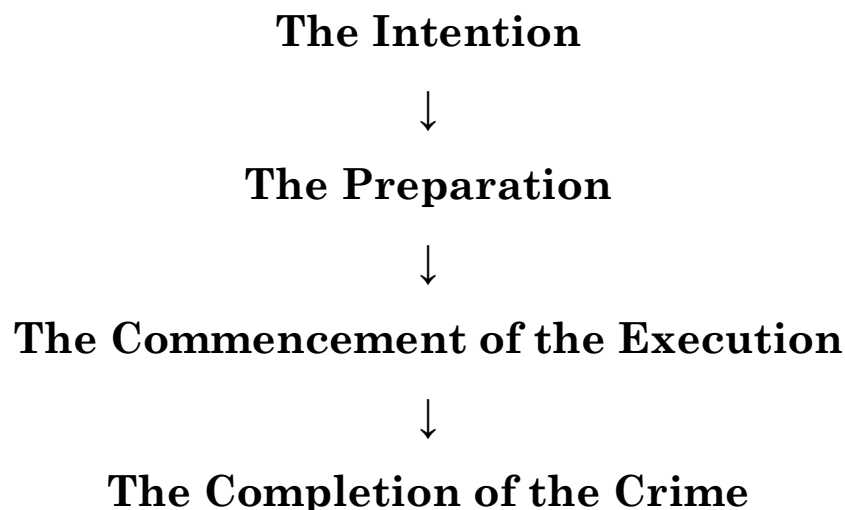 The Intention
↓
The Preparation
↓
The Commencement of the Execution
↓
The Completion of the Crime